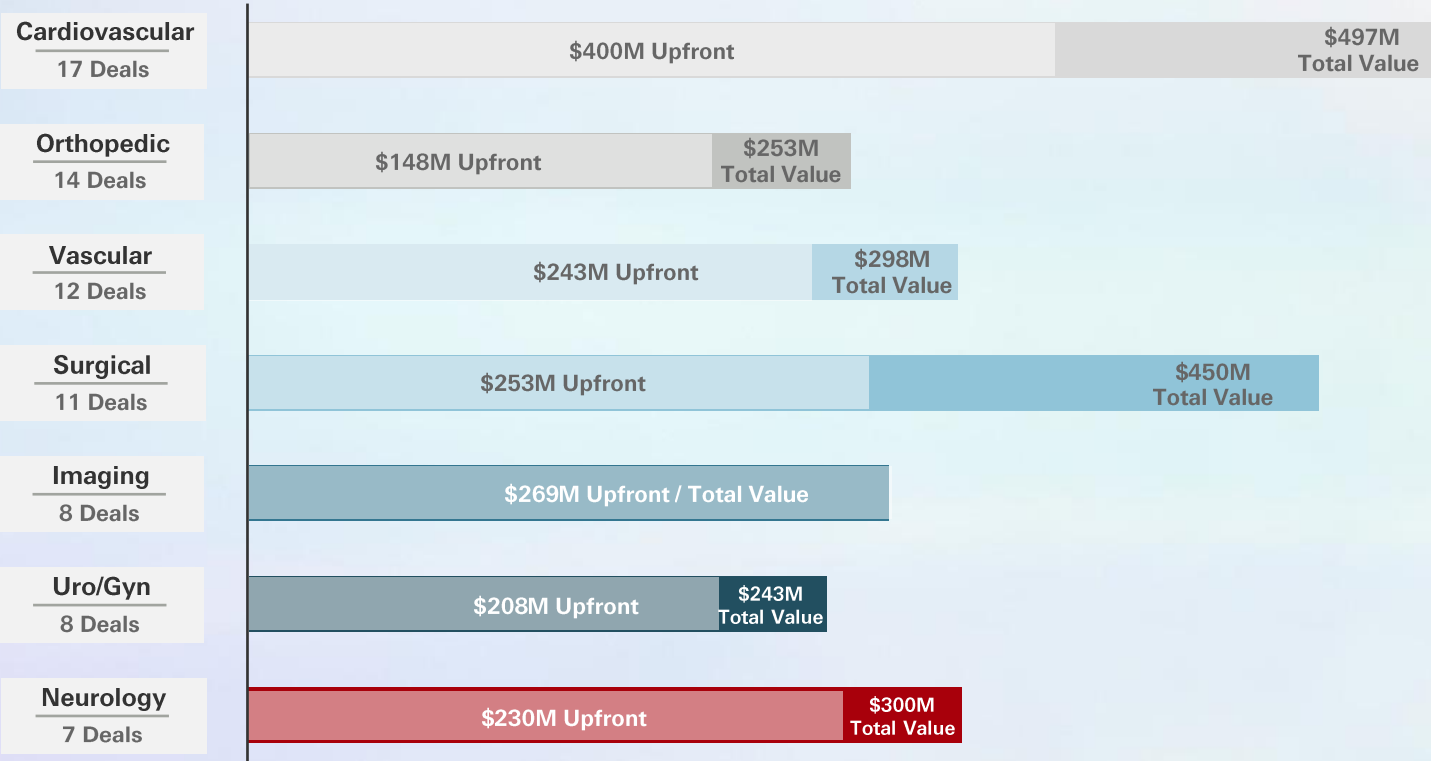 Cardiovascular
17 Deals
$400M Upfront
$497M
Total Value
Orthopedic
14 Deals
$148M Upfront
$253M
Total Value
Vascular
12 Deals
$243M Upfront
$298M
Total Value
Surgical
11 Deals
$253M Upfront
$450M
Total Value
Imaging
8 Deals
$269M Upfront / Total Value
Uro/Gyn
8 Deals
$208M Upfront
$243M
Total Value
Neurology
7 Deals
$230M Upfront
$300M
Total Value